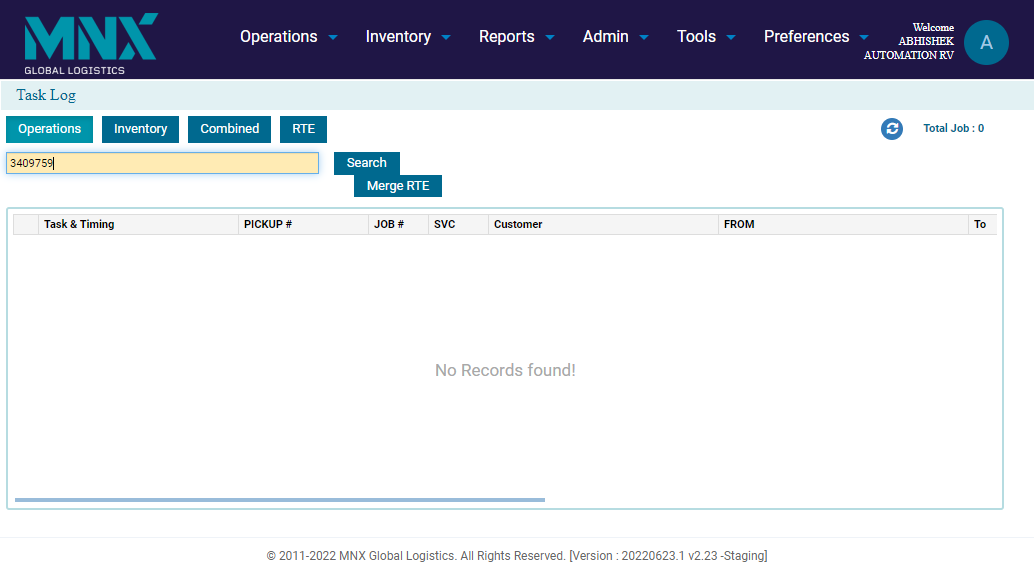 MNX
GLOBAL LOGISTICS
Operations Inventory Reports Admin Tools Preferences
Welcome
ABHISHEK
AUTOMATION RV
A
Task Log
Operations Inventory Combined RTE
Total Job : 0
3409759
Search
Merge RTE
Task & Timing PICKUP # JOB # SVC Customer FROM To
No Records found!
© 2011-2022 MNX Global Logistics. All Rights Reserved. [Version : 20220623.1 v2.23 -Staging]